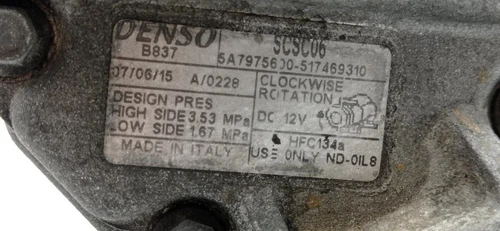 DENSO SCSC06
B837 5A7975600-517469310
07/06/15 A/0228 CLOCKWISE
ROTATION
DESIGN PRES
HIGH SIDE 3.53 MPa DC 12V
LOW SIDE 1.67 MPa HFC134a
MADE IN ITALY USE ONLY ND-OIL8